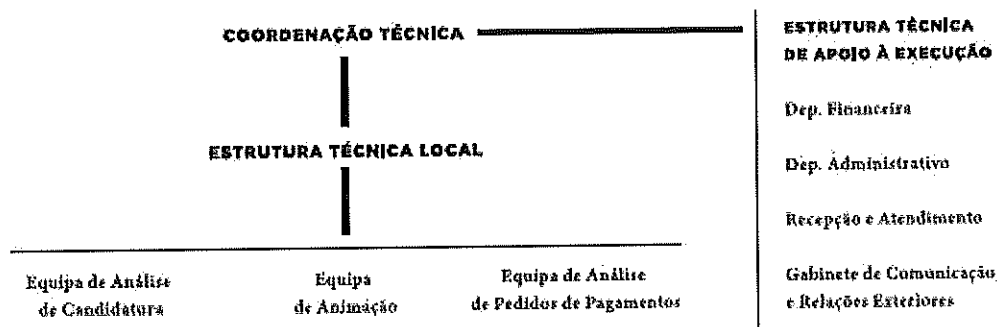 COORDENAÇÃO TÉCNICA
ESTRUTURA TÉCNICA LOCAL
Equipa de Análise
de Candidatura
Equipa
de Animação
Equipa de Análise
de Pedidos de Pagamentos
ESTRUTURA TÉCNICA
DE APOIO À EXECUÇÃO
Dep. Financeira
Dep. Administrativo
Recepção e Atendimento
Gabinete de Comunicação
e Relações Exteriores